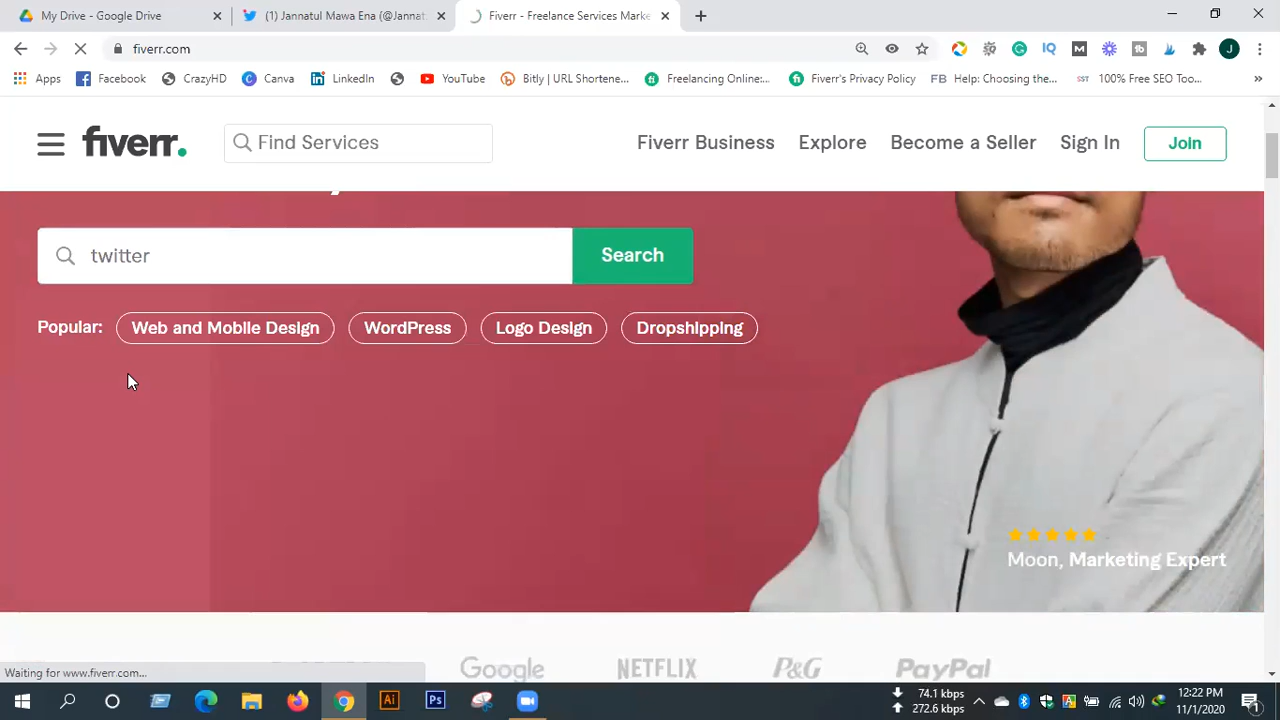 My Drive - Google Drive
(1) Jannatul Mawa Ena (@Jannat
Fiverr - Freelance Services Marke
fiverr.com
Apps
Facebook
CrazyHD
Canva
LinkedIn
YouTube
Bitly | URL Shortene...
Freelancing Online:...
Fiverr's Privacy Policy
FB Help: Choosing the...
SST 100% Free SEO Too...
fiverr.
Find Services
Fiverr Business
Explore
Become a Seller
Sign In
Join
twitter
Search
Popular:
Web and Mobile Design
WordPress
Logo Design
Dropshipping
Moon, Marketing Expert
Waiting for www.fiverr.com...
Google
NETFLIX
P&G
PayPal
74.1 kbps
272.6 kbps
12:22 PM
11/1/2020